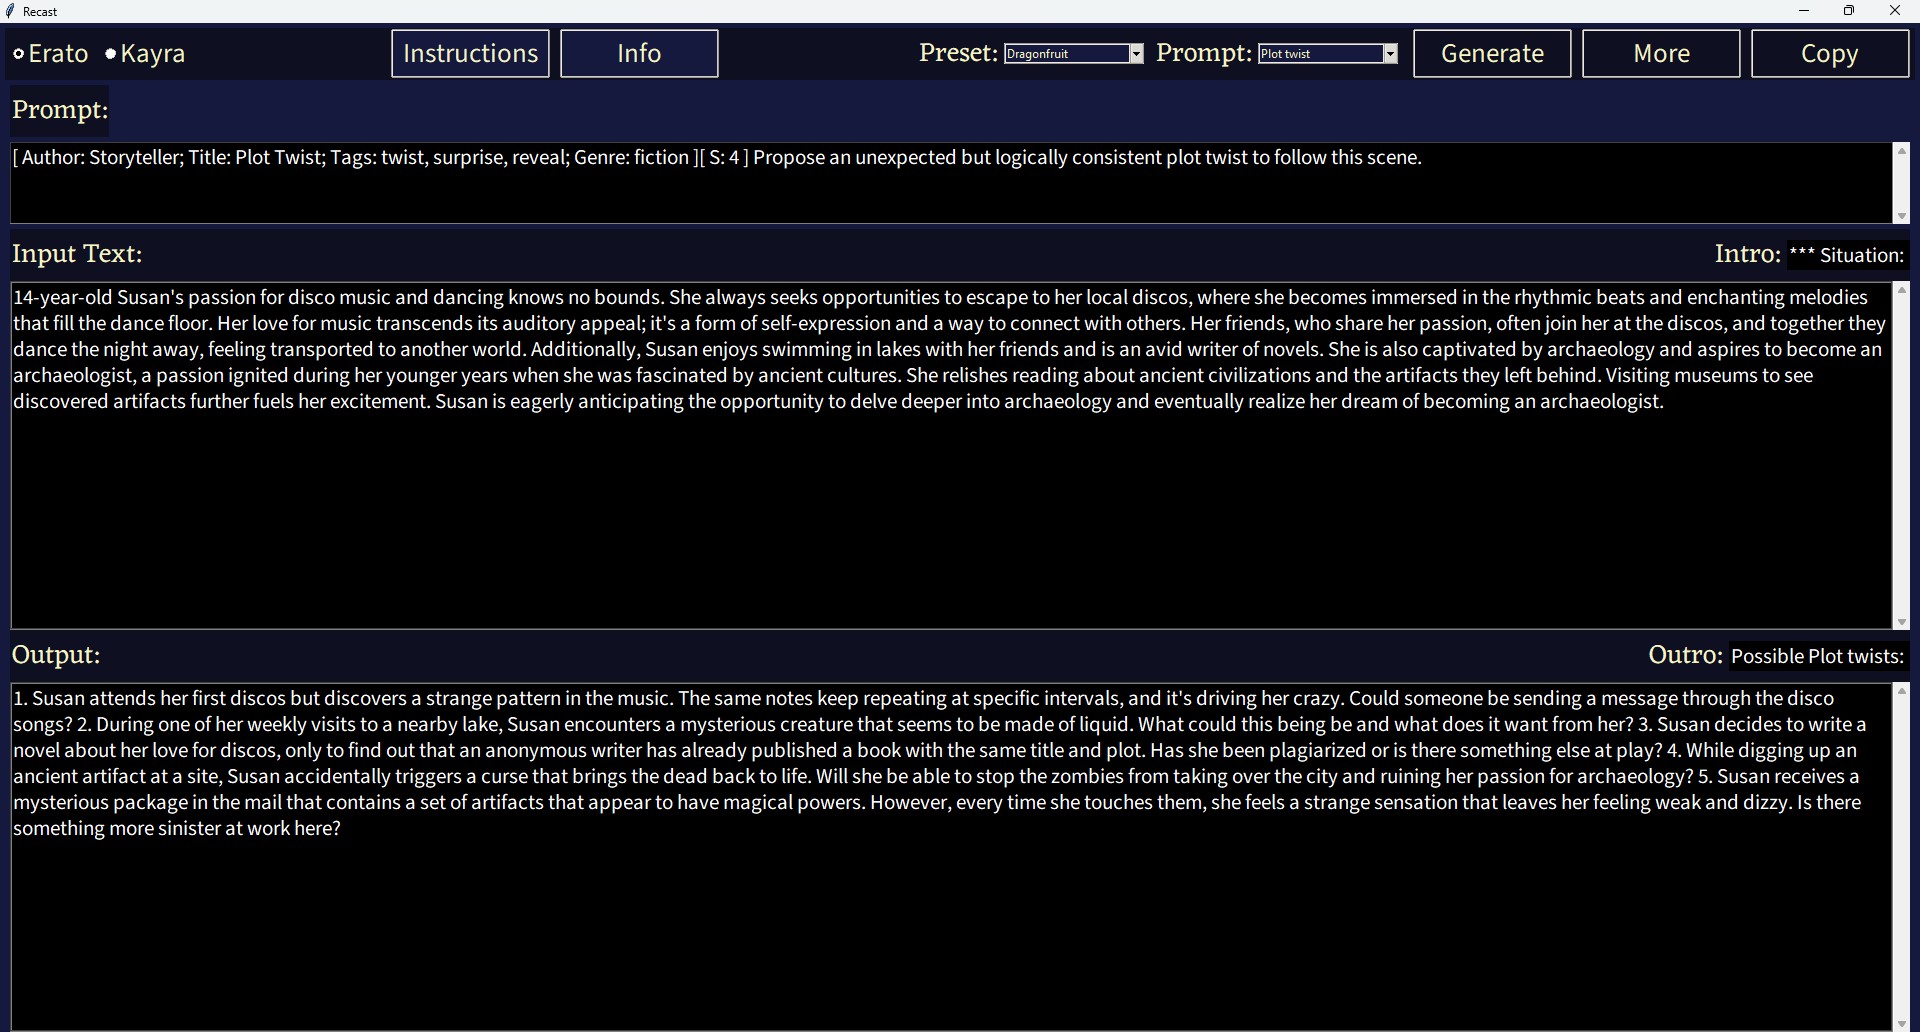 Recast
Erato Kayra Instructions Info Preset: Dragonfruit Prompt: Plot twist Generate More Copy
Prompt:
[ Author: Storyteller; Title: Plot Twist; Tags: twist, surprise, reveal; Genre: fiction ][ S: 4 ] Propose an unexpected but logically consistent plot twist to follow this scene.
Input Text: Intro: *** Situation:
14-year-old Susan's passion for disco music and dancing knows no bounds. She always seeks opportunities to escape to her local discos, where she becomes immersed in the rhythmic beats and enchanting melodies
that fill the dance floor. Her love for music transcends its auditory appeal; it's a form of self-expression and a way to connect with others. Her friends, who share her passion, often join her at the discos, and together they
dance the night away, feeling transported to another world. Additionally, Susan enjoys swimming in lakes with her friends and is an avid writer of novels. She is also captivated by archaeology and aspires to become an
archaeologist, a passion ignited during her younger years when she was fascinated by ancient cultures. She relishes reading about ancient civilizations and the artifacts they left behind. Visiting museums to see
discovered artifacts further fuels her excitement. Susan is eagerly anticipating the opportunity to delve deeper into archaeology and eventually realize her dream of becoming an archaeologist.
Output: Outro: Possible Plot twists:
1. Susan attends her first discos but discovers a strange pattern in the music. The same notes keep repeating at specific intervals, and it's driving her crazy. Could someone be sending a message through the disco
songs? 2. During one of her weekly visits to a nearby lake, Susan encounters a mysterious creature that seems to be made of liquid. What could this being be and what does it want from her? 3. Susan decides to write a
novel about her love for discos, only to find out that an anonymous writer has already published a book with the same title and plot. Has she been plagiarized or is there something else at play? 4. While digging up an
ancient artifact at a site, Susan accidentally triggers a curse that brings the dead back to life. Will she be able to stop the zombies from taking over the city and ruining her passion for archaeology? 5. Susan receives a
mysterious package in the mail that contains a set of artifacts that appear to have magical powers. However, every time she touches them, she feels a strange sensation that leaves her feeling weak and dizzy. Is there
something more sinister at work here?